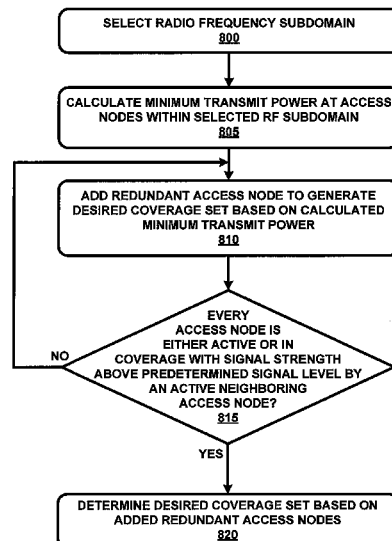 SELECT RADIO FREQUENCY SUBDOMAIN
800
CALCULATE MINIMUM TRANSMIT POWER AT ACCESS
NODES WITHIN SELECTED RF SUBDOMAIN
805
ADD REDUNDANT ACCESS NODE TO GENERATE
DESIRED COVERAGE SET BASED ON CALCULATED
MINIMUM TRANSMIT POWER
810
EVERY
ACCESS NODE IS
EITHER ACTIVE OR IN
COVERAGE WITH SIGNAL STRENGTH
ABOVE PREDETERMINED SIGNAL LEVEL BY
AN ACTIVE NEIGHBORING
ACCESS NODE?
815
NO
YES
DETERMINE DESIRED COVERAGE SET BASED ON
ADDED REDUNDANT ACCESS NODES
820